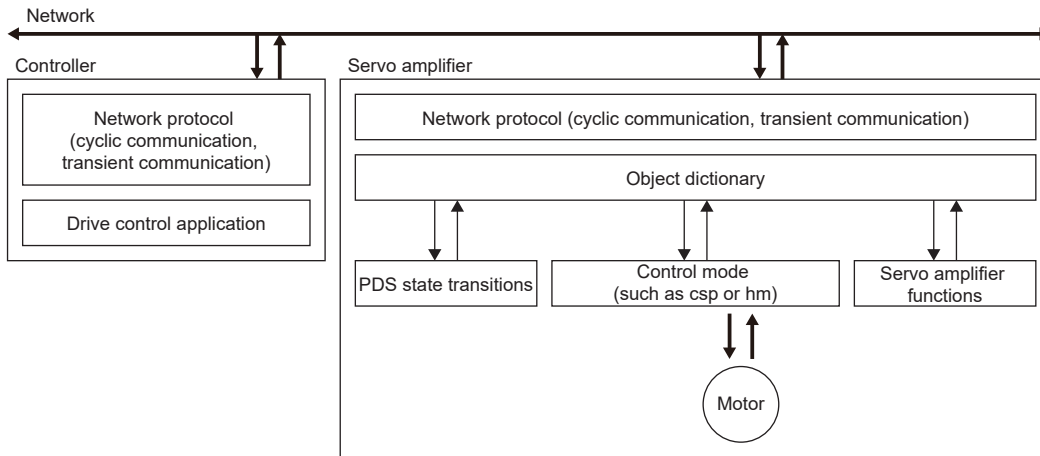 Network
Controller
Network protocol
(cyclic communication,
transient communication)
Drive control application
Servo amplifier
Network protocol (cyclic communication, transient communication)
Object dictionary
PDS state transitions
Control mode
(such as csp or hm)
Servo amplifier
functions
Motor